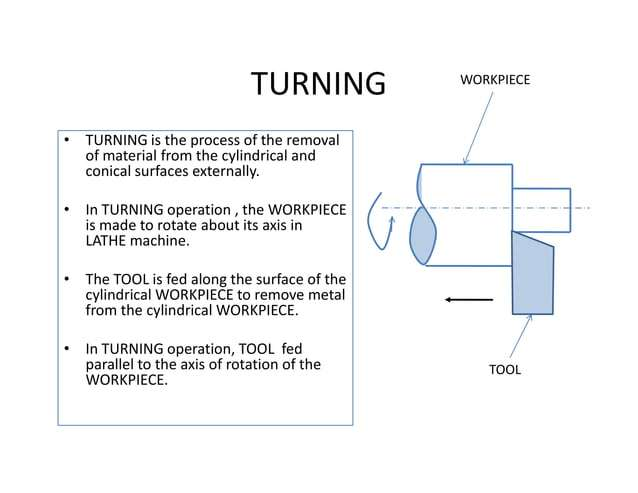 TURNING
WORKPIECE
• TURNING is the process of the removal
of material from the cylindrical and
conical surfaces externally.
• In TURNING operation , the WORKPIECE
is made to rotate about its axis in
LATHE machine.
• The TOOL is fed along the surface of the
cylindrical WORKPIECE to remove metal
from the cylindrical WORKPIECE.
• In TURNING operation, TOOL  fed
parallel to the axis of rotation of the
WORKPIECE.
TOOL